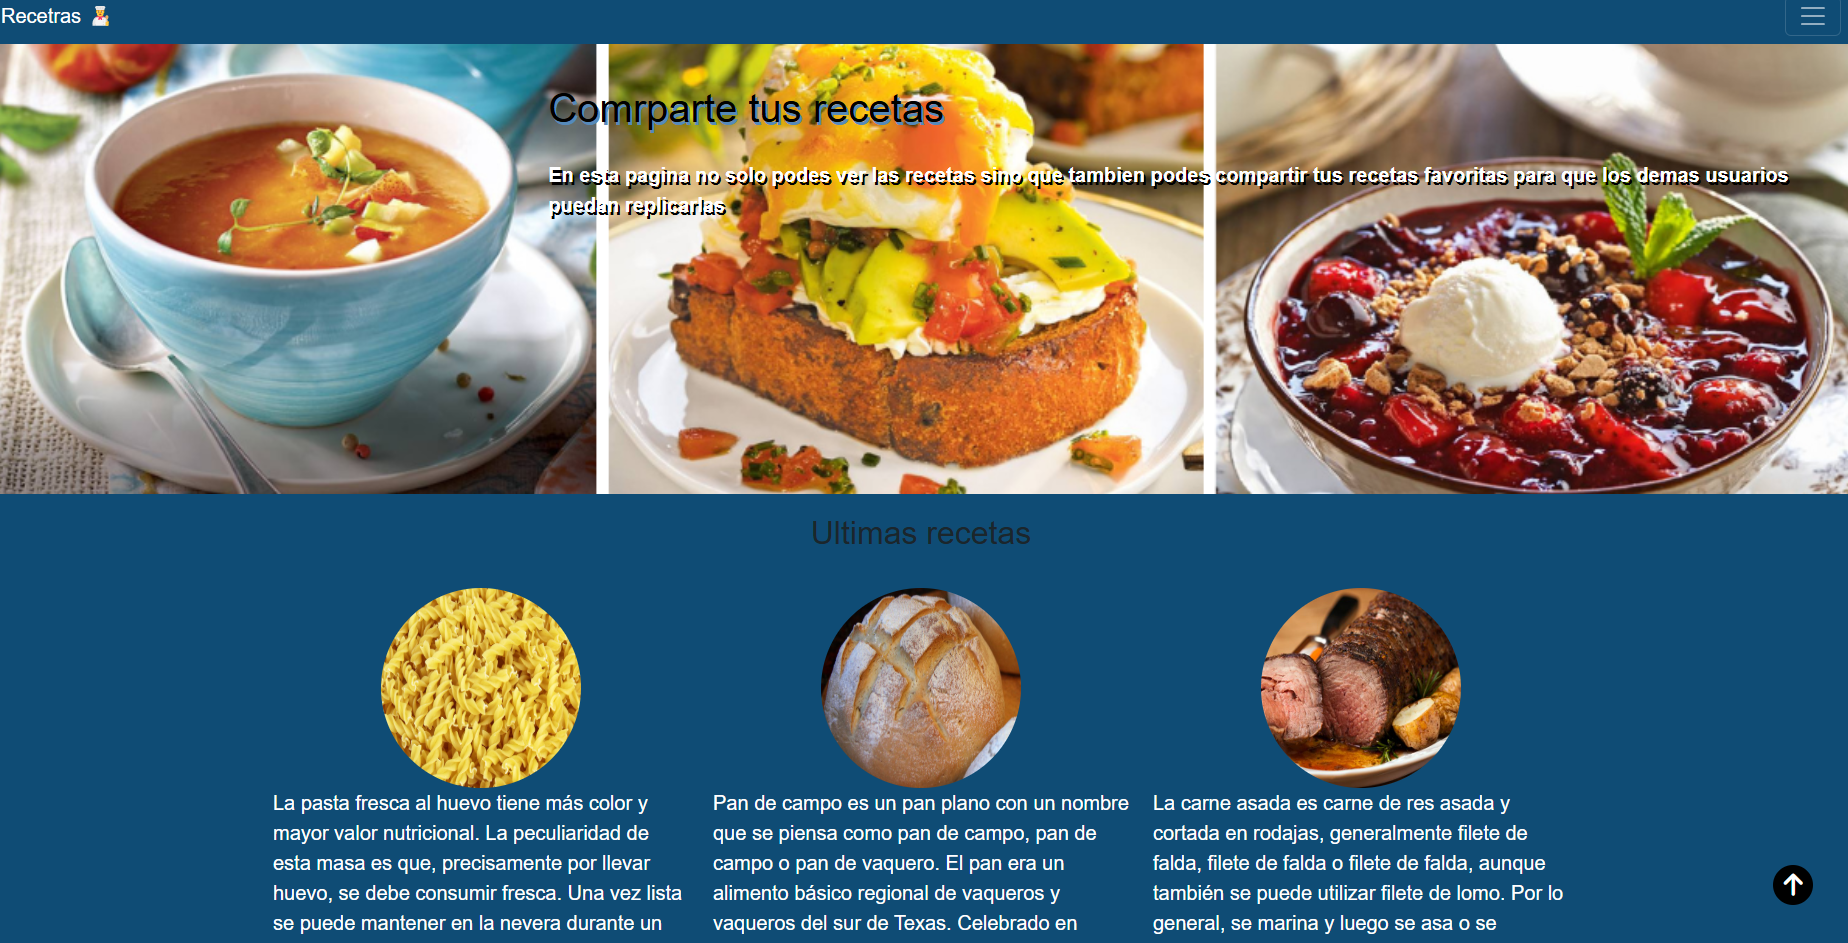 Recetras 👨‍🍳
Comrparte tus recetas
En esta pagina no solo podes ver las recetas sino que tambien podes compartir tus recetas favoritas para que los demas usuarios
puedan replicarlas
Ultimas recetas
La pasta fresca al huevo tiene más color y
mayor valor nutricional. La peculiaridad de
esta masa es que, precisamente por llevar
huevo, se debe consumir fresca. Una vez lista
se puede mantener en la nevera durante un
Pan de campo es un pan plano con un nombre
que se piensa como pan de campo, pan de
campo o pan de vaquero. El pan era un
alimento básico regional de vaqueros y
vaqueros del sur de Texas. Celebrado en
La carne asada es carne de res asada y
cortada en rodajas, generalmente filete de
falda, filete de falda o filete de falda, aunque
también se puede utilizar filete de lomo. Por lo
general, se marina y luego se asa o se